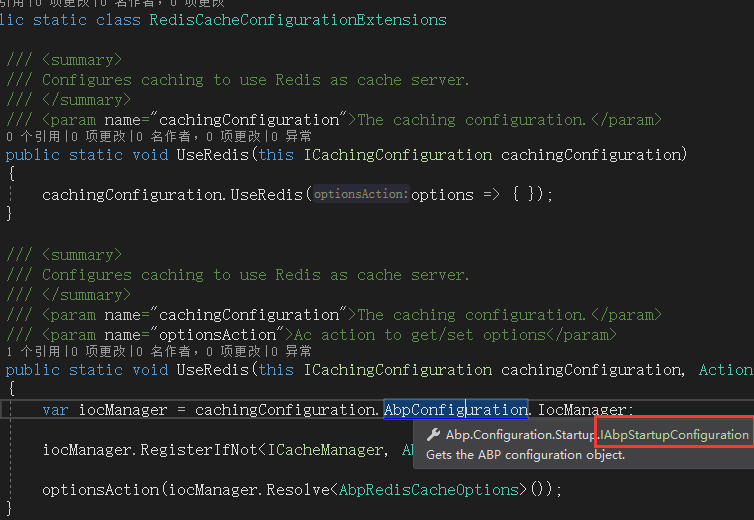 引用|0 项更改|0 名作者, 0 项更改
lic static class RedisCacheConfigurationExtensions
/// <summary>
/// Configures caching to use Redis as cache server.
/// </summary>
/// <param name="cachingConfiguration">The caching configuration.</param>
0 个引用|0 项更改|0 名作者, 0 项更改|0 异常
public static void UseRedis(this ICachingConfiguration cachingConfiguration)
{
cachingConfiguration.UseRedis(optionsAction:options => { });
}
/// <summary>
/// Configures caching to use Redis as cache server.
/// </summary>
/// <param name="cachingConfiguration">The caching configuration.</param>
/// <param name="optionsAction">Ac action to get/set options</param>
1 个引用|0 项更改|0 名作者, 0 项更改|0 异常
public static void UseRedis(this ICachingConfiguration cachingConfiguration, Action
{
var iocManager = cachingConfiguration.AbpConfiguration.IocManager;
Abp.Configuration.Startup.IAbpStartupConfiguration
iocManager.RegisterIfNot<ICacheManager, Ab
Gets the ABP configuration object.
optionsAction(iocManager.Resolve<AbpRedisCacheOptions>());
}